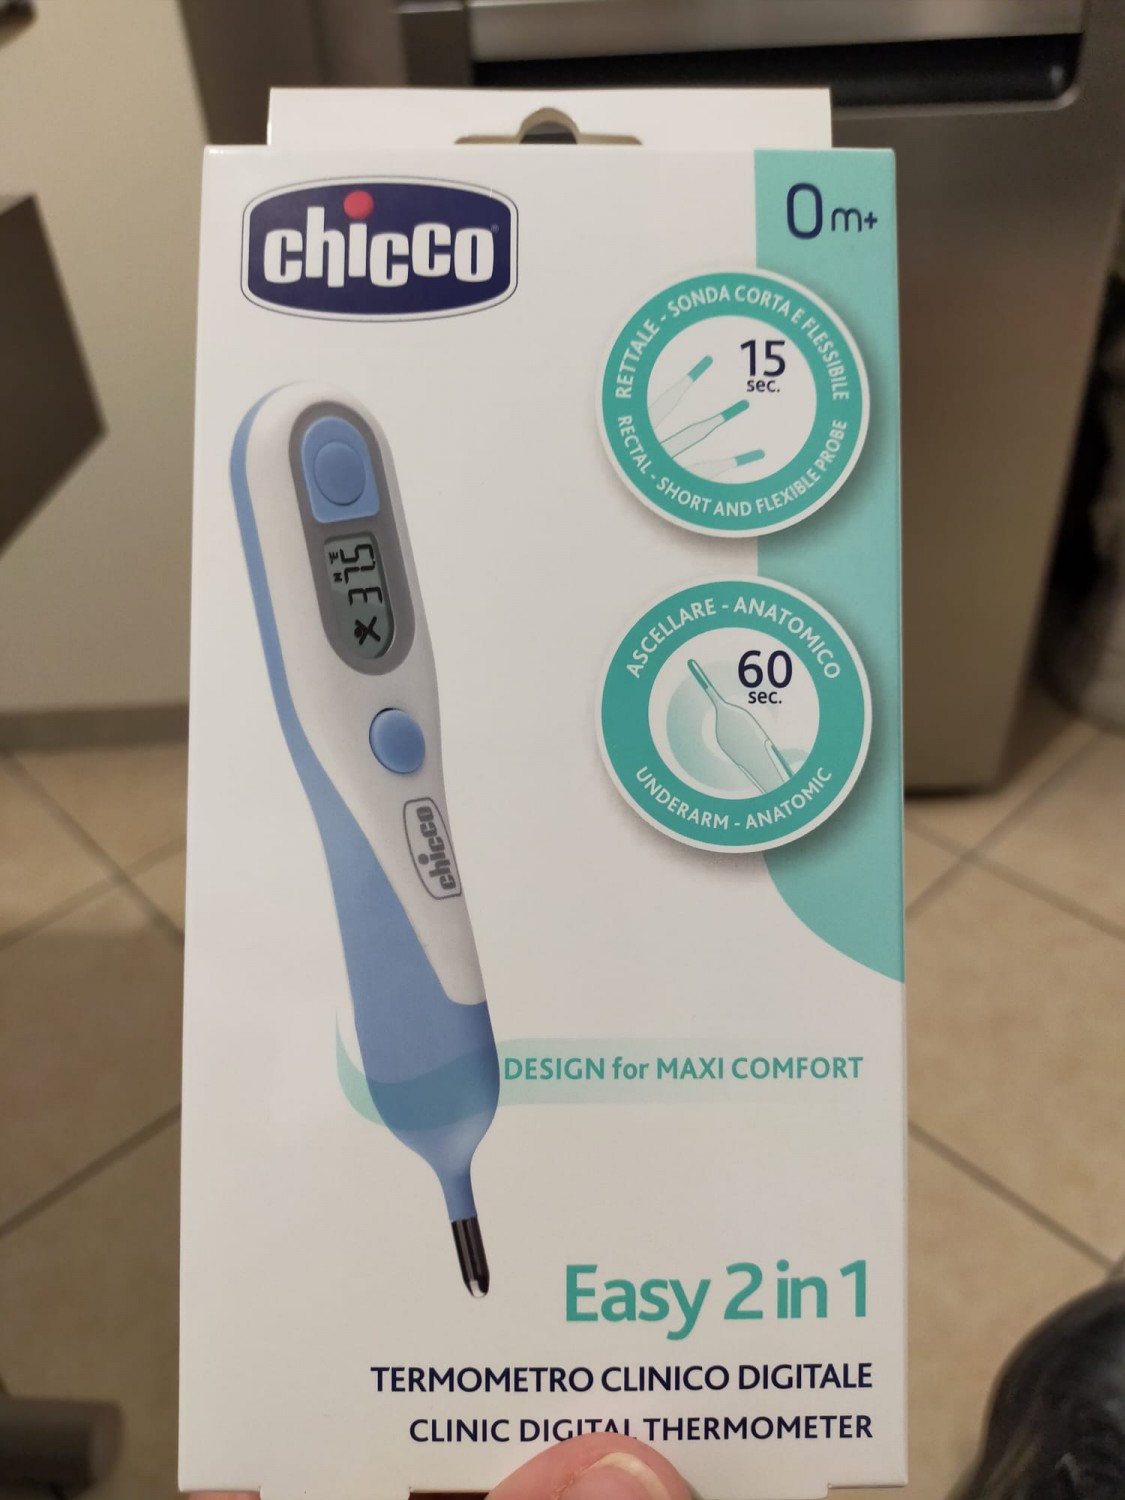 chicco
0m+
RETTALE - SONDA CORTA E FLESSIBILE
15
sec.
RECTAL - SHORT AND FLEXIBLE PROBE
ASCELLARE - ANATOMICO
60
sec.
UNDERARM - ANATOMIC
37.5
chicco
DESIGN for MAXI COMFORT
Easy 2 in 1
TERMOMETRO CLINICO DIGITALE
CLINIC DIGITAL THERMOMETER